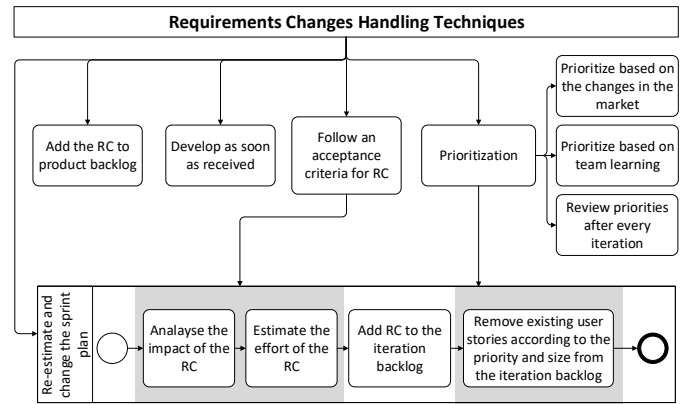 Requirements Changes Handling Techniques
Add the RC to
product backlog
Develop as soon
as received
Follow an
acceptance
criteria for RC
Prioritization
Prioritize based on
the changes in the
market
Prioritize based on
team learning
Review priorities
after every
iteration
Re-estimate and
change the sprint
plan
Analayse the
impact of the
RC
Estimate the
effort of the
RC
Add RC to the
iteration
backlog
Remove existing user
stories according to the
priority and size from
the iteration backlog